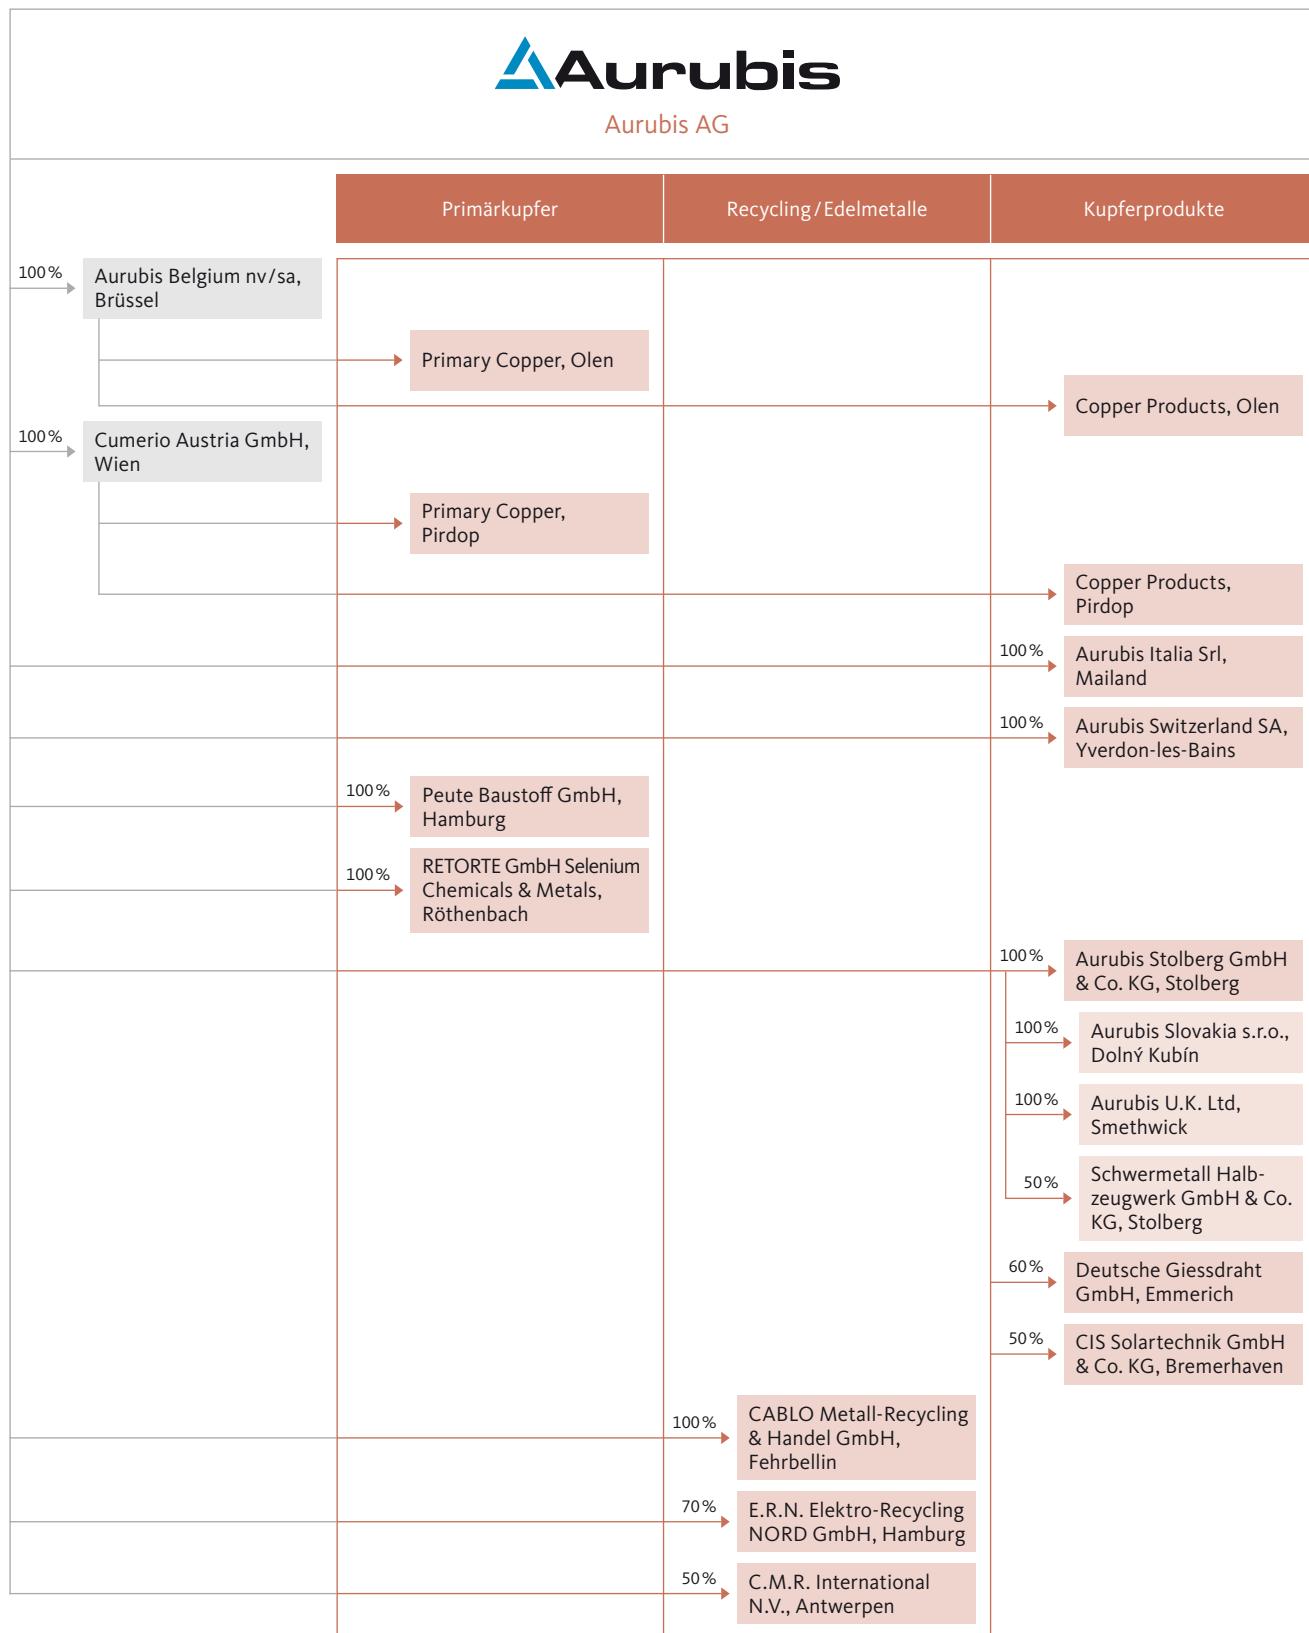 Aurubis
Aurubis AG
Primärkupfer
Recycling / Edelmetalle
Kupferprodukte
100 %
Aurubis Belgium nv/sa,
Brüssel
Primary Copper, Olen
Copper Products, Olen
100 %
Cumerio Austria GmbH,
Wien
Primary Copper,
Pirdop
Copper Products,
Pirdop
100 %
Aurubis Italia Srl,
Mailand
100 %
Aurubis Switzerland SA,
Yverdon-les-Bains
100 %
Peute Baustoff GmbH,
Hamburg
100 %
RETORTE GmbH Selenium
Chemicals & Metals,
Röthenbach
100 %
Aurubis Stolberg GmbH
& Co. KG, Stolberg
100 %
Aurubis Slovakia s.r.o.,
Dolný Kubín
100 %
Aurubis U.K. Ltd,
Smethwick
50 %
Schwermetall Halb-
zeugwerk GmbH & Co.
KG, Stolberg
60 %
Deutsche Giessdraht
GmbH, Emmerich
50 %
CIS Solartechnik GmbH
& Co. KG, Bremerhaven
100 %
CABLO Metall-Recycling
& Handel GmbH,
Fehrbellin
70 %
E.R.N. Elektro-Recycling
NORD GmbH, Hamburg
50 %
C.M.R. International
N.V., Antwerpen